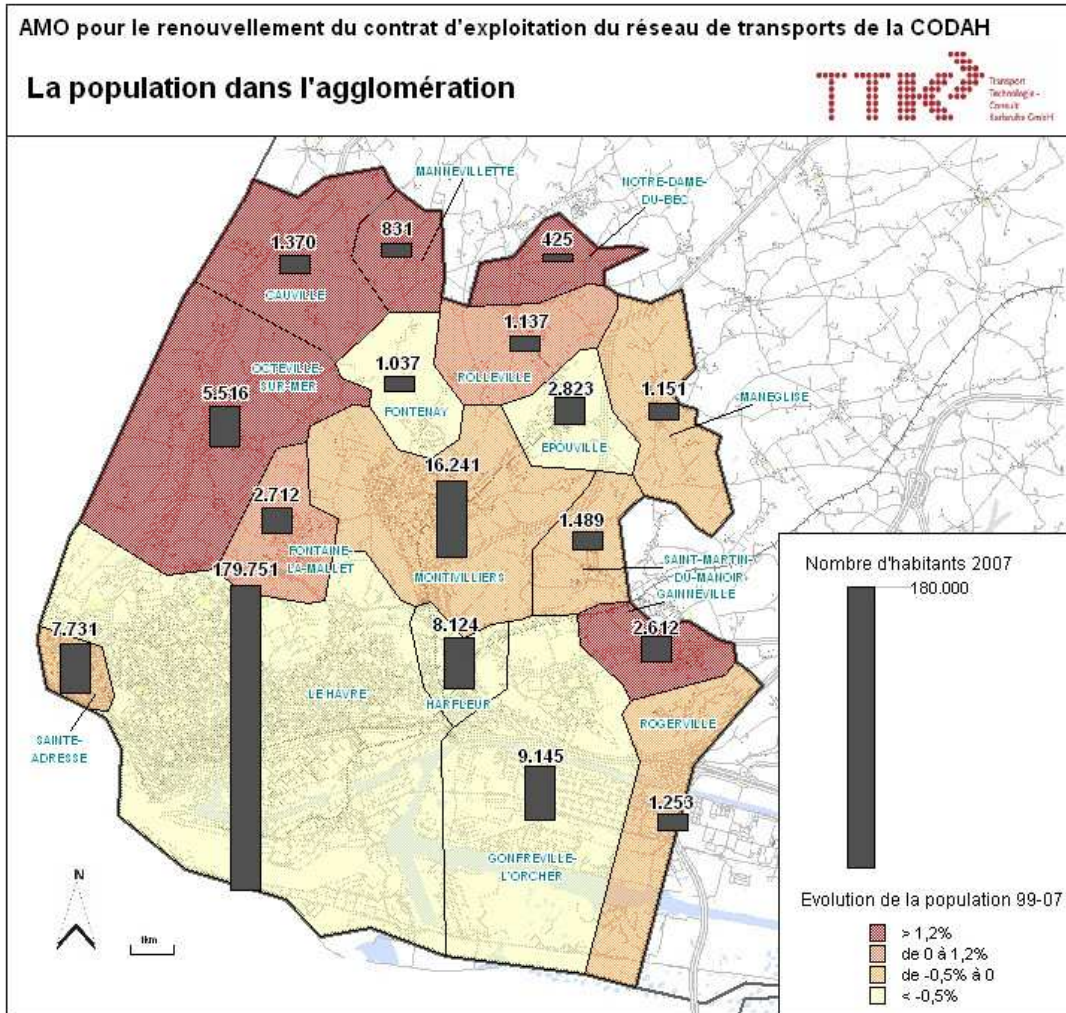 AMO pour le renouvellement du contrat d'exploitation du réseau de transports de la CODAH
La population dans l'agglomération
TTK
Transport
Technologie -
Consult
Karlsruhe GmbH
MANNEVILLETTE
NOTRE-DAME-
DU-BEC
1.370
831
425
CAUVILLE
1.137
ROLLEVILLE
OCTEVILLE-
SUR-MER
1.037
FONTENAY
2.823
EPOUVILLE
1.151
MANEGLISE
5.516
16.241
MONTIVILLIERS
2.712
FONTAINE-
LA-MALLET
1.489
SAINT-MARTIN-
DU-MANOIR
GAINNEVILLE
179.751
2.612
7.731
8.124
LE HAVRE
HARFLEUR
ROGERVILLE
SAINTE-
ADRESSE
9.145
1.253
GONFREVILLE-
L'ORCHER
N
1km
Nombre d'habitants 2007
180.000
Evolution de la population 99-07
> 1,2%
de 0 à 1,2%
de -0,5% à 0
< -0,5%